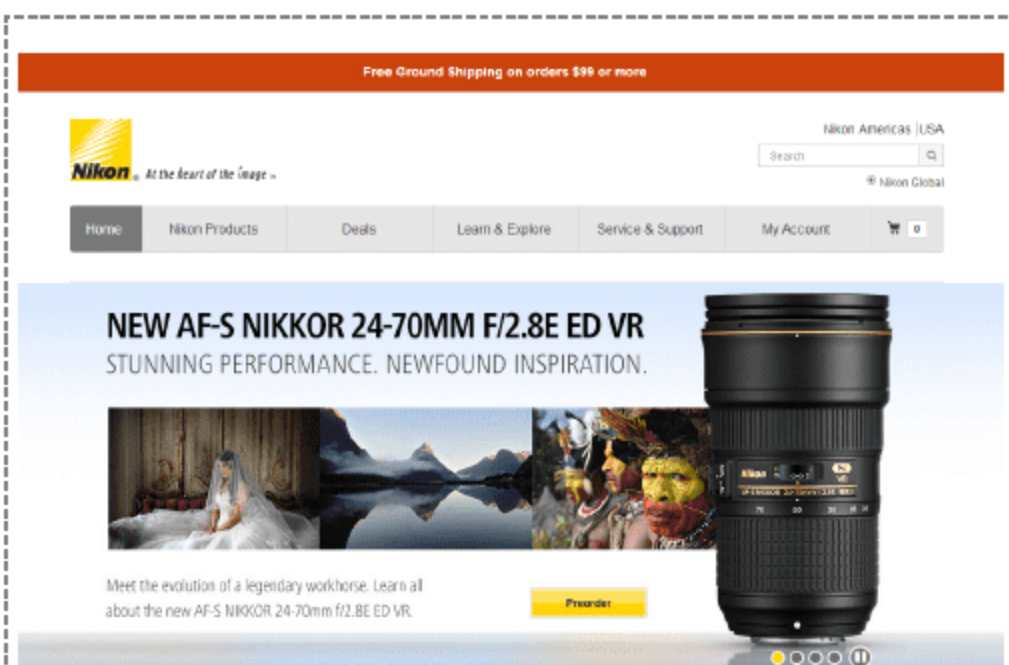 Free Ground Shipping on orders $99 or more
Nikon Americas |USA
Nikon
At the heart of the image
Search
Nikon Global
Home
Nikon Products
Deals
Learn & Explore
Service & Support
My Account
0
NEW AF-S NIKKOR 24-70MM F/2.8E ED VR
STUNNING PERFORMANCE. NEWFOUND INSPIRATION.
Nikon
VR
Meet the evolution of a legendary workhorse. Learn all
about the new AF-S NIKKOR 24-70mm f/2.8E ED VR.
Preorder